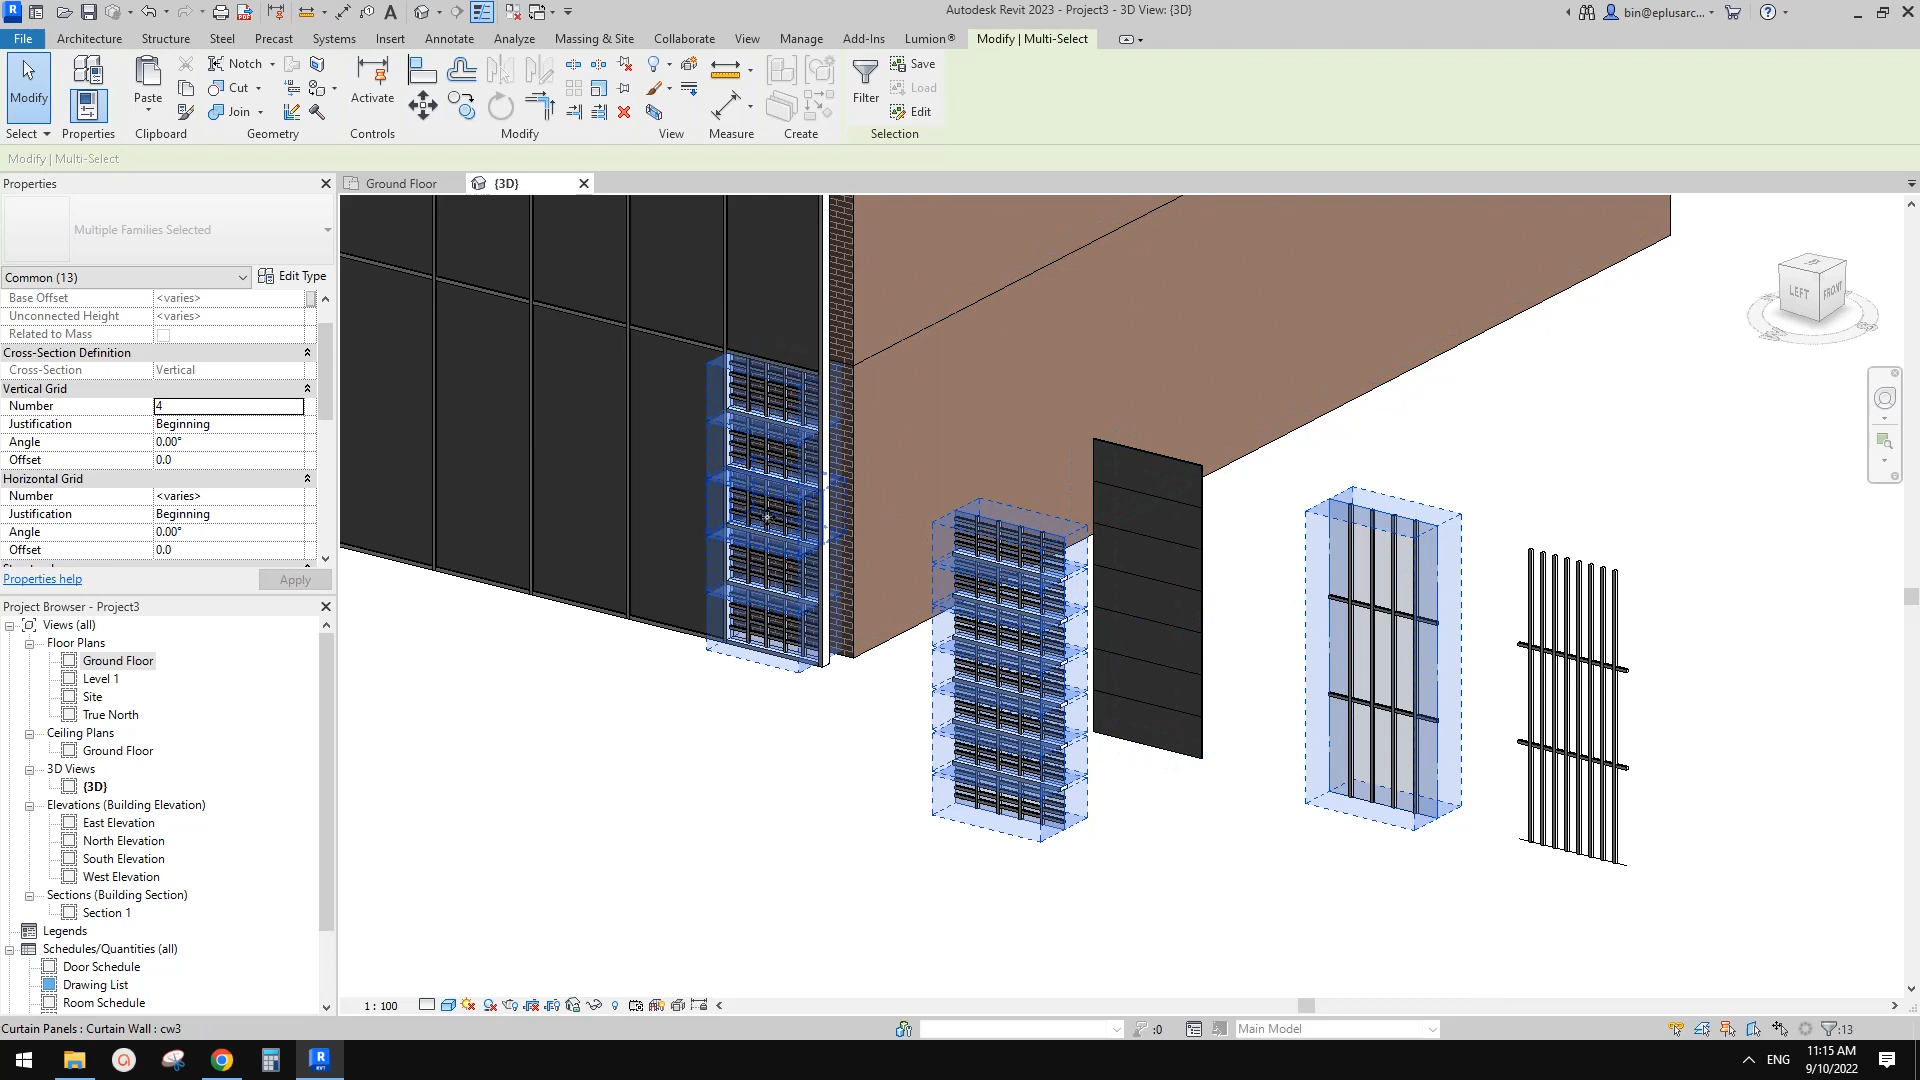 Autodesk Revit 2023 - Project3 - 3D View: {3D}
bin@eplusarc...
File Architecture Structure Steel Precast Systems Insert Annotate Analyze Massing & Site Collaborate View Manage Add-Ins Lumion® Modify | Multi-Select
Modify
Select
Properties
Paste
Clipboard
Notch
Cut
Join
Geometry
Activate
Controls
Modify
View
Measure
Create
Filter
Save
Load
Edit
Selection
Modify | Multi-Select
Properties
Multiple Families Selected
Common (13)
Edit Type
Base Offset <varies>
Unconnected Height <varies>
Related to Mass
Cross-Section Definition
Cross-Section Vertical
Vertical Grid
Number 4
Justification Beginning
Angle 0.00°
Offset 0.0
Horizontal Grid
Number <varies>
Justification Beginning
Angle 0.00°
Offset 0.0
Properties help
Apply
Project Browser - Project3
Views (all)
Floor Plans
Ground Floor
Level 1
Site
True North
Ceiling Plans
Ground Floor
3D Views
{3D}
Elevations (Building Elevation)
East Elevation
North Elevation
South Elevation
West Elevation
Sections (Building Section)
Section 1
Legends
Schedules/Quantities (all)
Door Schedule
Drawing List
Room Schedule
Ground Floor
{3D}
LEFT
FRONT
1 : 100
Curtain Panels : Curtain Wall : cw3
:0
Main Model
:13
ENG
11:15 AM
9/10/2022